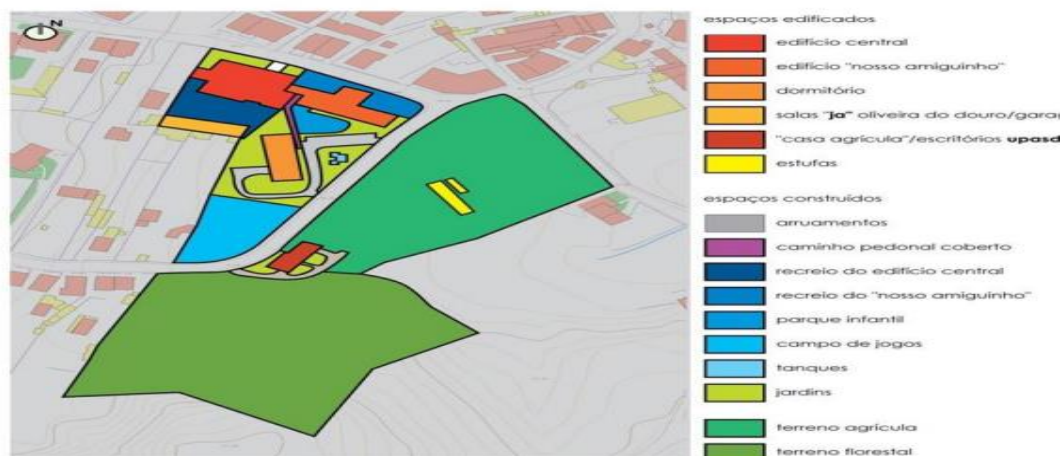 N
espaços edificados
edifício central
edifício "nosso amiguinho"
dormitório
salas "ja" oliveira do douro/garag
"casa agrícula"/escritórios upasd
estufas
espaços construídos
arruamentos
caminho pedonal coberto
recreio do edifício central
recreio do "nosso amiguinho"
parque infantil
campo de jogos
tanques
jardins
terreno agrícula
terreno florestal